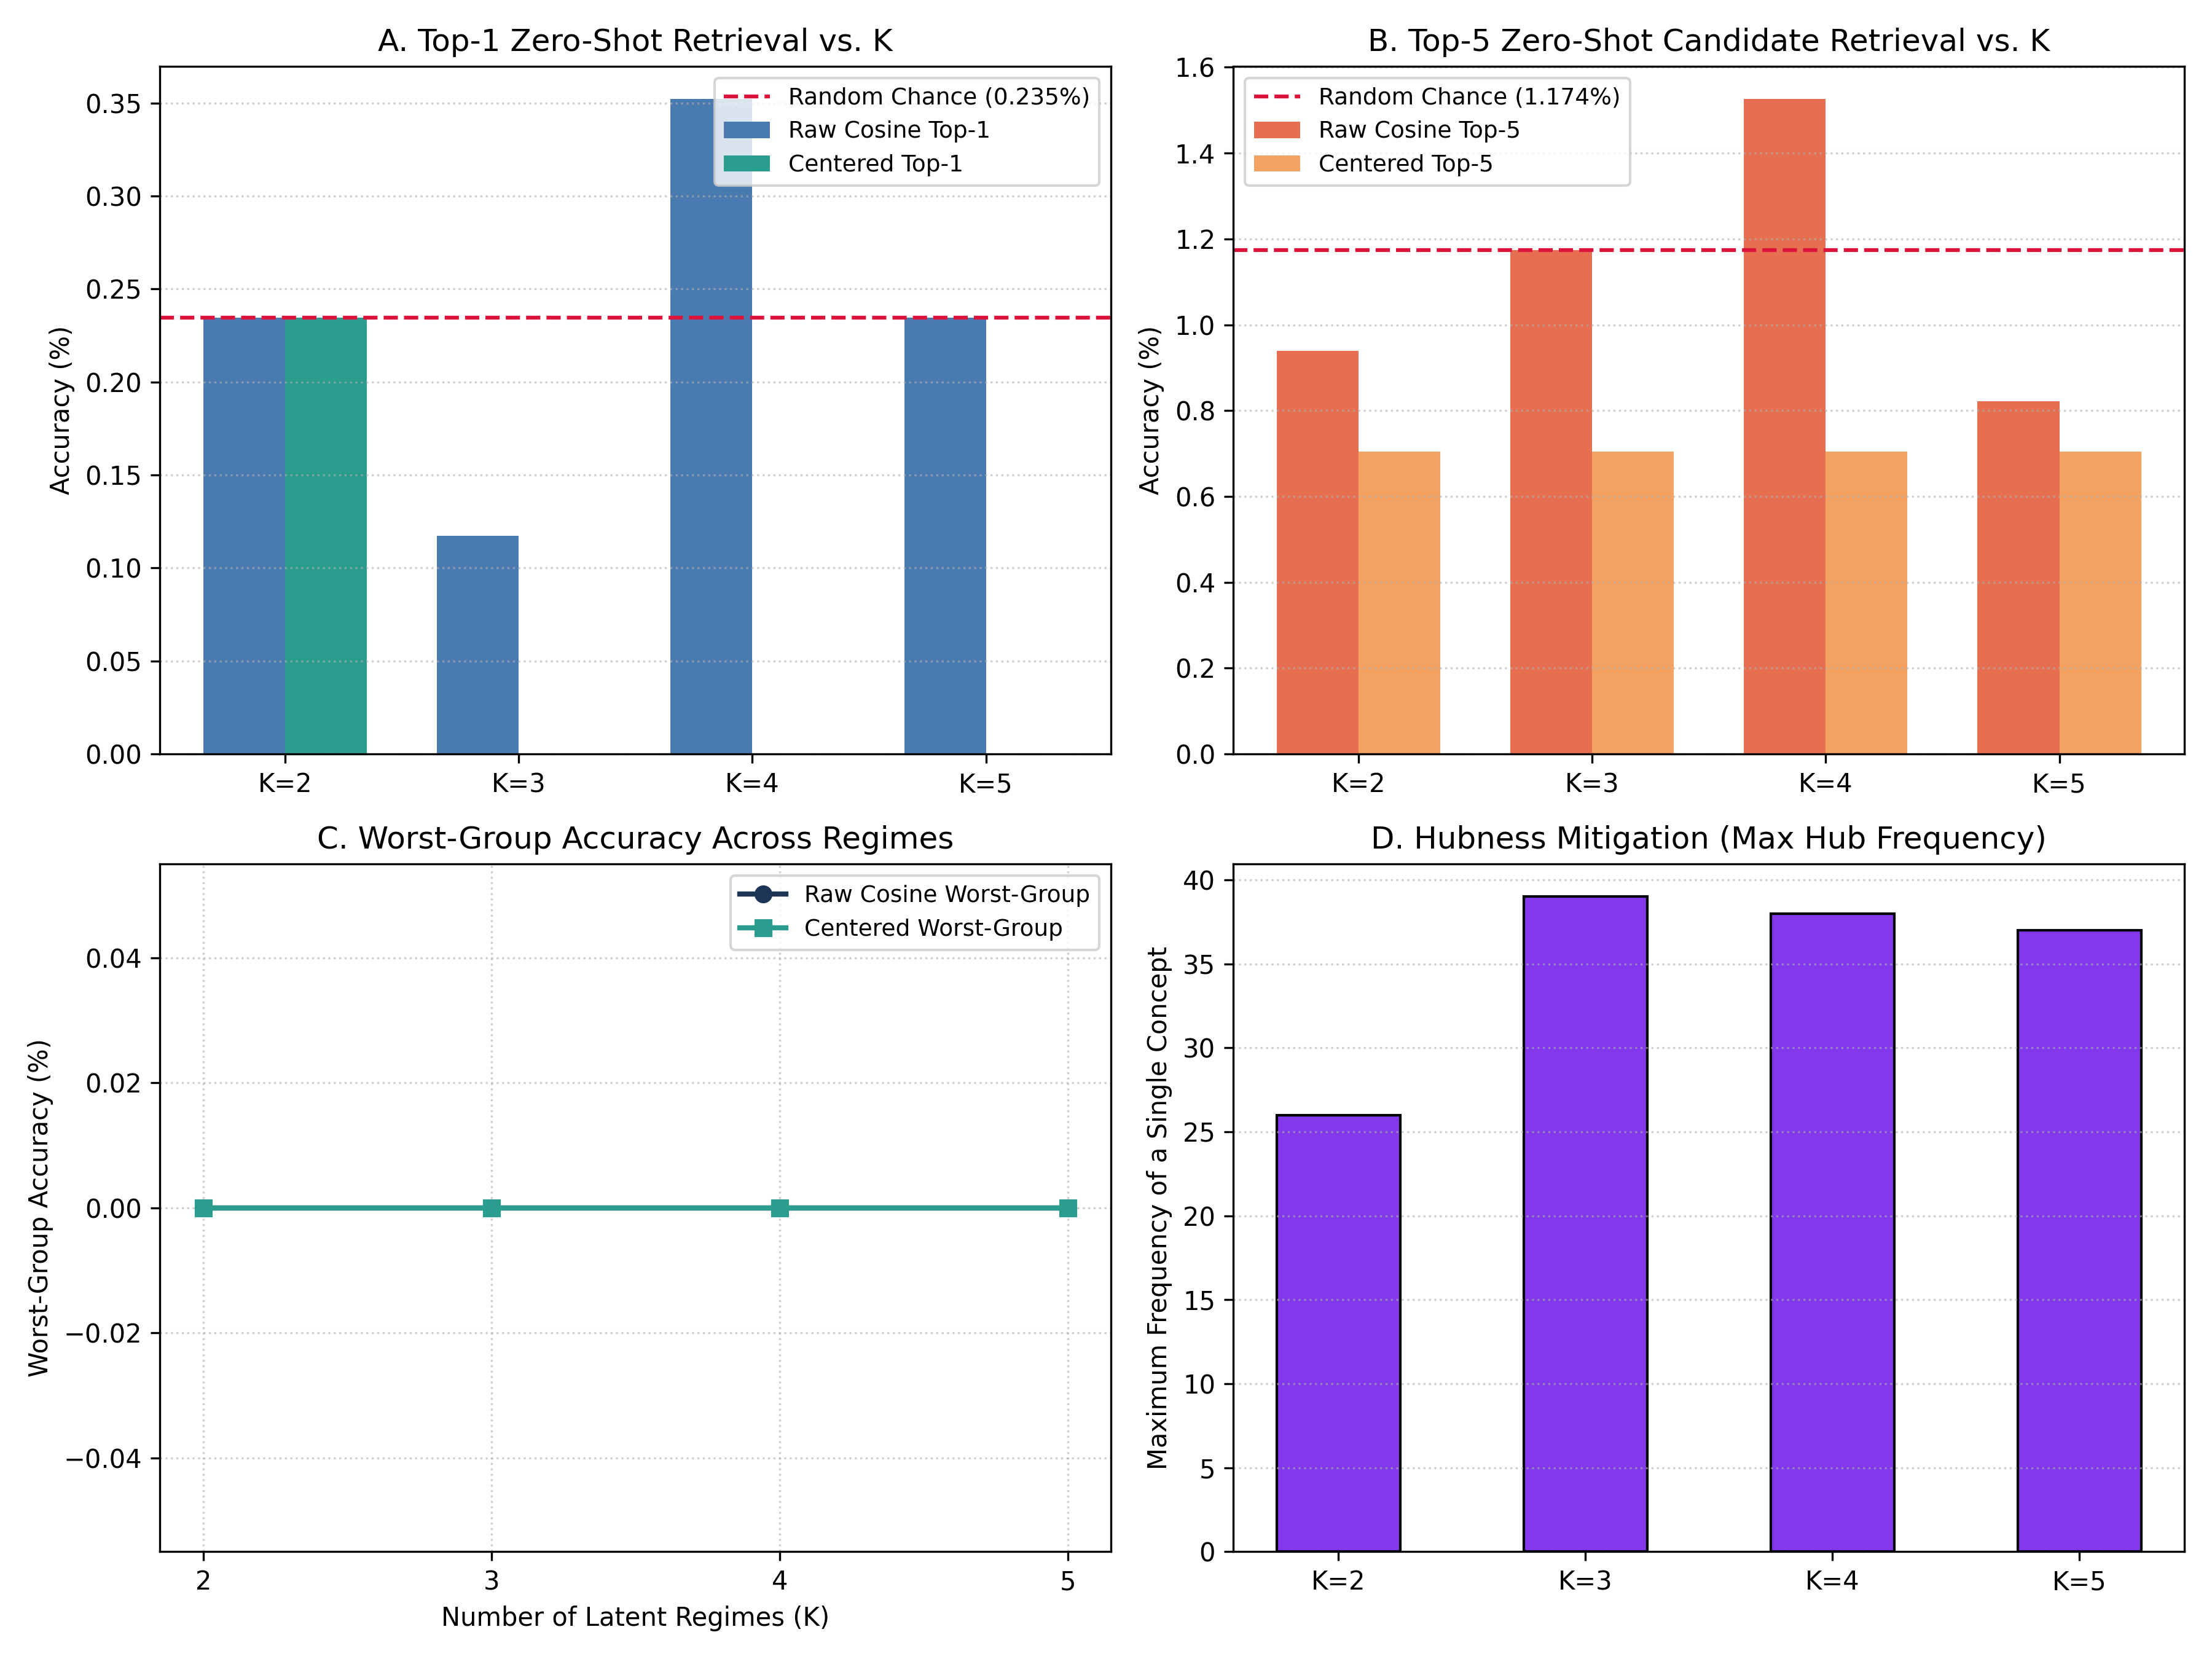 A. Top-1 Zero-Shot Retrieval vs. K
Accuracy (%)
0.35
0.30
0.25
0.20
0.15
0.10
0.05
0.00
Random Chance (0.235%)
Raw Cosine Top-1
Centered Top-1
K=2
K=3
K=4
K=5
B. Top-5 Zero-Shot Candidate Retrieval vs. K
Accuracy (%)
1.6
1.4
1.2
1.0
0.8
0.6
0.4
0.2
0.0
Random Chance (1.174%)
Raw Cosine Top-5
Centered Top-5
K=2
K=3
K=4
K=5
C. Worst-Group Accuracy Across Regimes
Worst-Group Accuracy (%)
0.04
0.02
0.00
−0.02
−0.04
Raw Cosine Worst-Group
Centered Worst-Group
2
3
4
5
Number of Latent Regimes (K)
D. Hubness Mitigation (Max Hub Frequency)
Maximum Frequency of a Single Concept
40
35
30
25
20
15
10
5
0
K=2
K=3
K=4
K=5